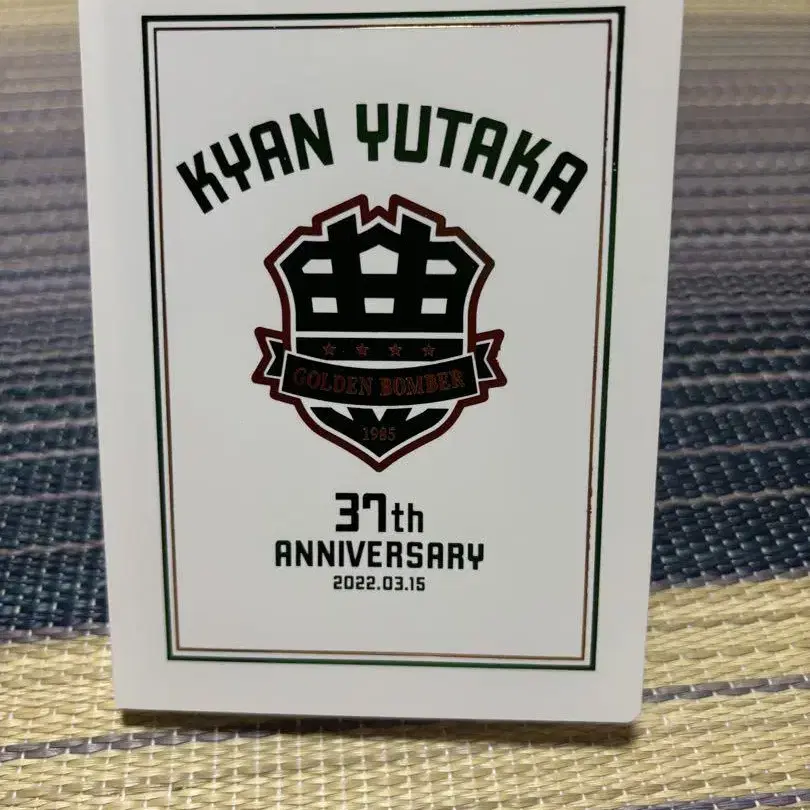 KYAN YUTAKA
GOLDEN BOMBER
1985
37th
ANNIVERSARY
2022.03.15